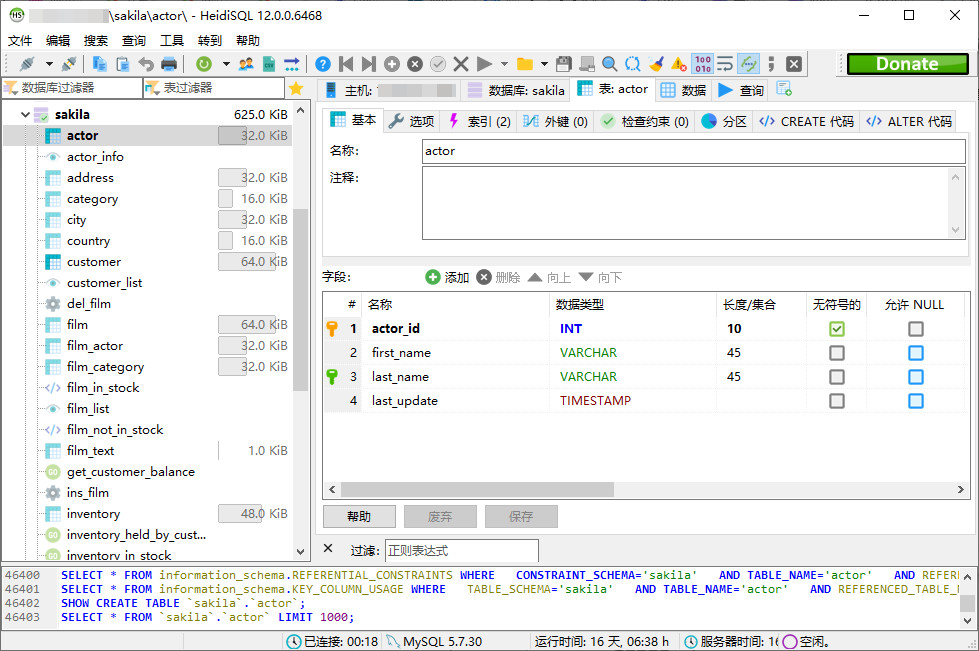 \sakila\actor\ - HeidiSQL 12.0.0.6468
文件 编辑 搜索 查询 工具 转到 帮助
Donate
数据库过滤器 表过滤器
主机: 数据库: sakila 表: actor 数据 查询
sakila 625.0 KiB
actor 32.0 KiB
actor_info
address 32.0 KiB
category 16.0 KiB
city 32.0 KiB
country 16.0 KiB
customer 64.0 KiB
customer_list
del_film
film 64.0 KiB
film_actor 32.0 KiB
film_category 32.0 KiB
film_in_stock
film_list
film_not_in_stock
film_text 1.0 KiB
get_customer_balance
ins_film
inventory 48.0 KiB
inventory_held_by_cust...
inventory_in_stock
基本 选项 索引 (2) 外键 (0) 检查约束 (0) 分区 CREATE 代码 ALTER 代码
名称: actor
注释:
字段: 添加 删除 向上 向下
# 名称 数据类型 长度/集合 无符号的 允许 NULL
1 actor_id INT 10
2 first_name VARCHAR 45
3 last_name VARCHAR 45
4 last_update TIMESTAMP
帮助 废弃 保存
过滤: 正则表达式
46400 SELECT * FROM information_schema.REFERENTIAL_CONSTRAINTS WHERE CONSTRAINT_SCHEMA='sakila' AND TABLE_NAME='actor' AND REFER
46401 SELECT * FROM information_schema.KEY_COLUMN_USAGE WHERE TABLE_SCHEMA='sakila' AND TABLE_NAME='actor' AND REFERENCED_TABLE_N
46402 SHOW CREATE TABLE `sakila`.`actor`;
46403 SELECT * FROM `sakila`.`actor` LIMIT 1000;
已连接: 00:18 MySQL 5.7.30 运行时间: 16 天, 06:38 h 服务器时间: 16 空闲。